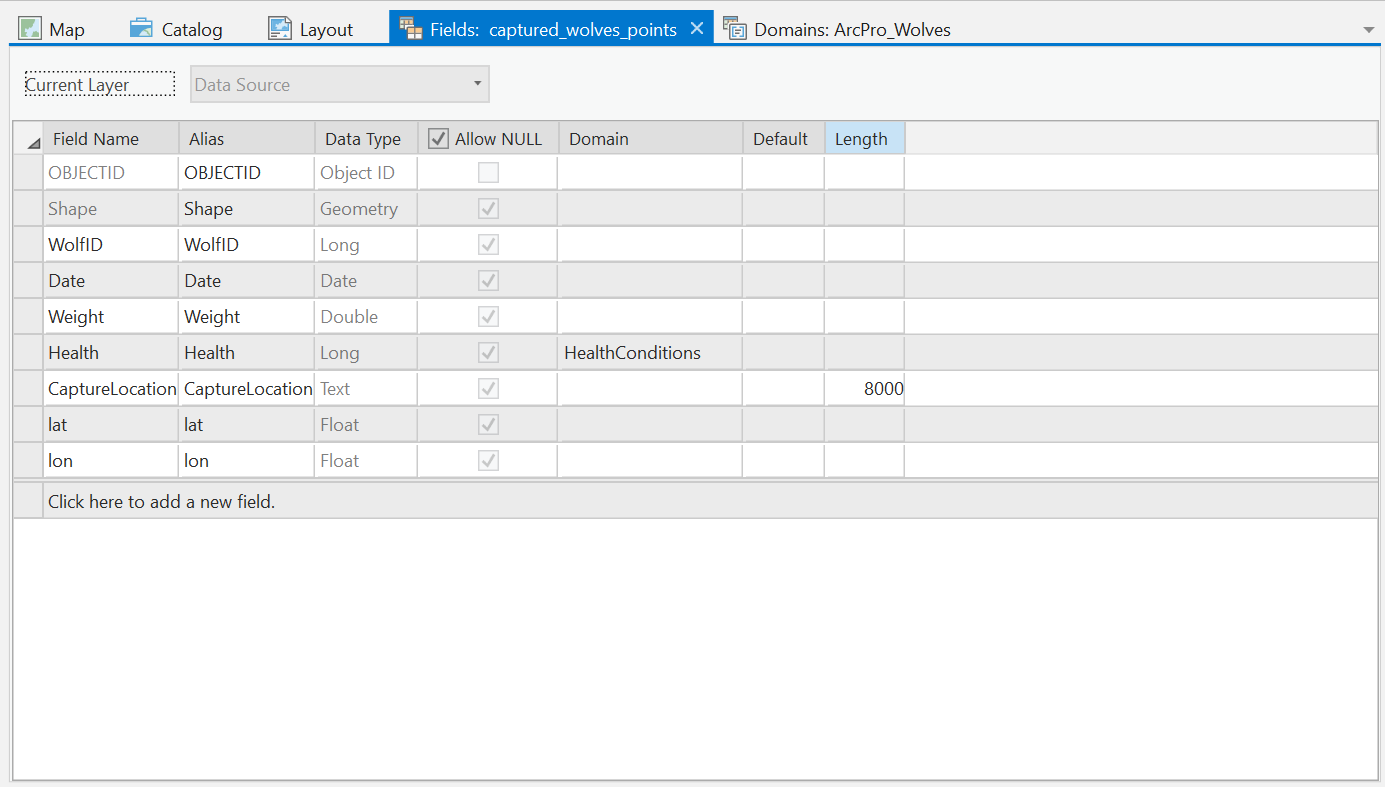 Map Catalog Layout Fields: captured_wolves_points Domains: ArcPro_Wolves
Current Layer Data Source
Field Name Alias Data Type Allow NULL Domain Default Length
OBJECTID OBJECTID Object ID
Shape Shape Geometry
WolfID WolfID Long
Date Date Date
Weight Weight Double
Health Health Long HealthConditions
CaptureLocation CaptureLocation Text 8000
lat lat Float
lon lon Float
Click here to add a new field.